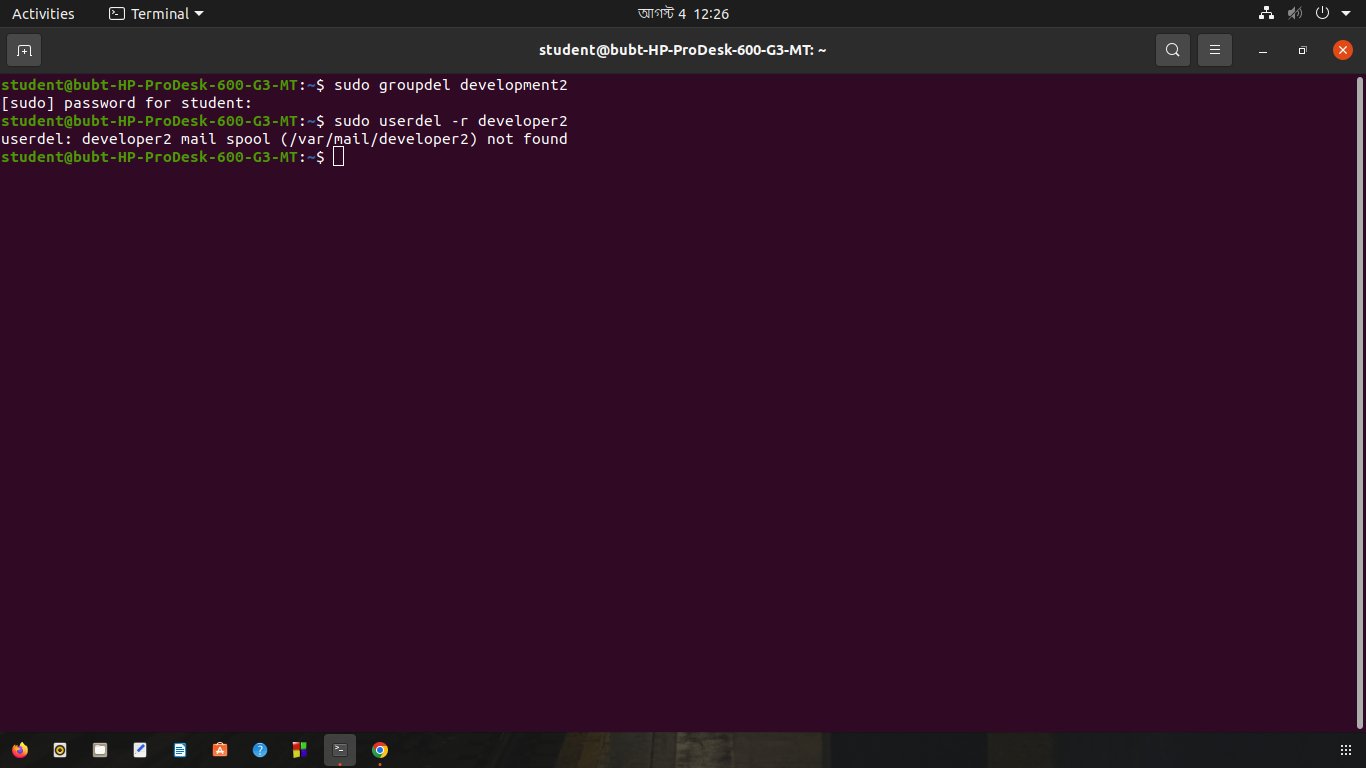 Activities Terminal আগস্ট 4 12:26
student@bubt-HP-ProDesk-600-G3-MT: ~
student@bubt-HP-ProDesk-600-G3-MT:~$ sudo groupdel development2
[sudo] password for student:
student@bubt-HP-ProDesk-600-G3-MT:~$ sudo userdel -r developer2
userdel: developer2 mail spool (/var/mail/developer2) not found
student@bubt-HP-ProDesk-600-G3-MT:~$